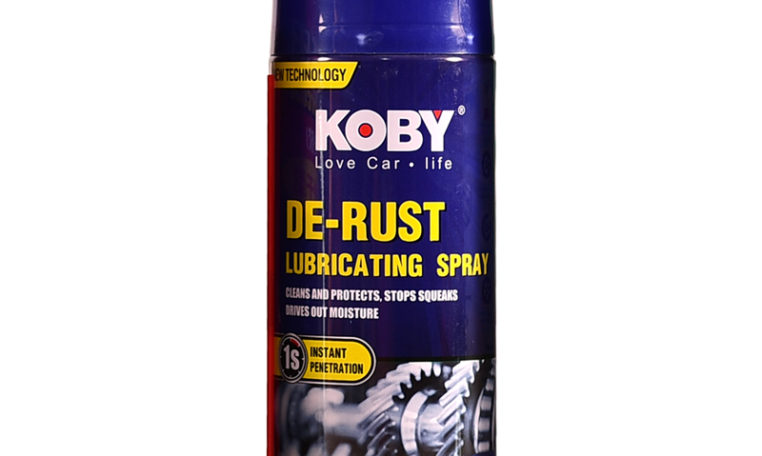 NEW TECHNOLOGY
KOBY®
Love Car • life
DE-RUST
LUBRICATING SPRAY
CLEANS AND PROTECTS, STOPS SQUEAKS
DRIVES OUT MOISTURE
1S
INSTANT
PENETRATION